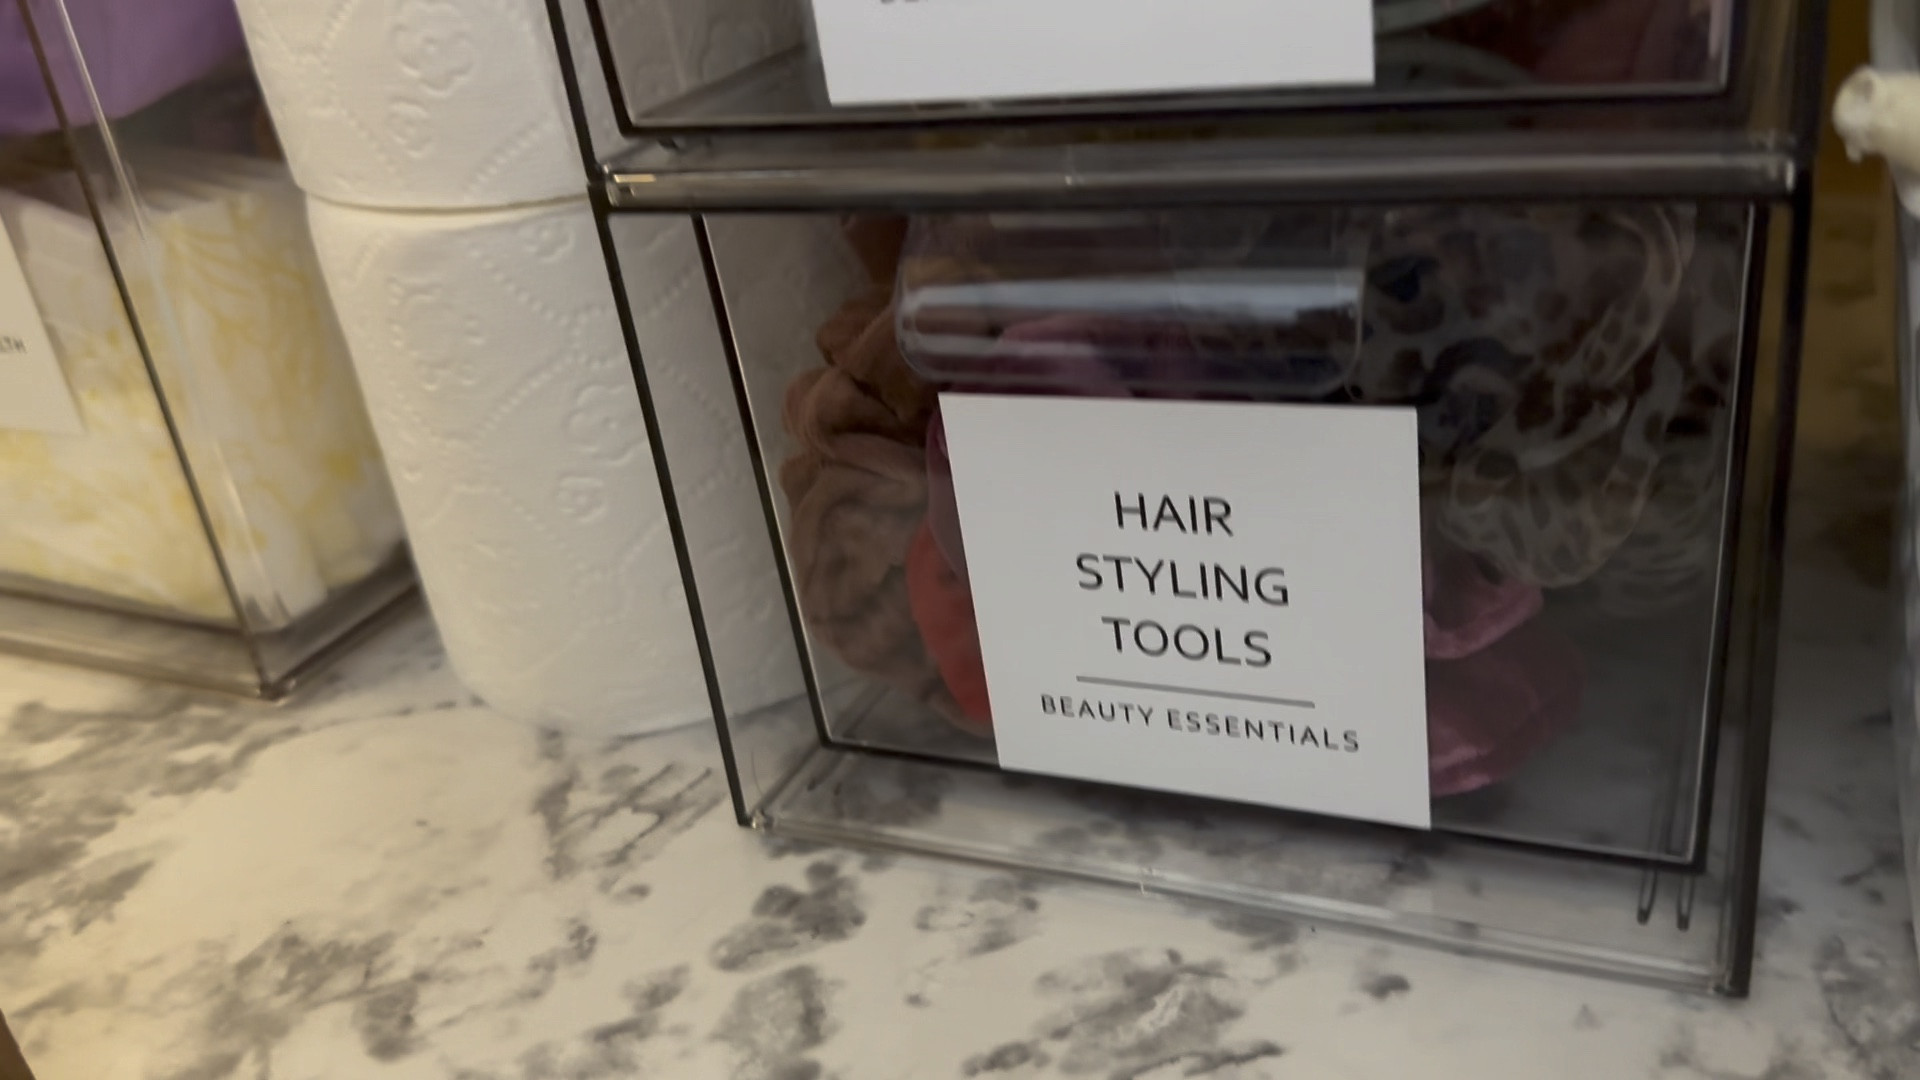 HAIR
STYLING
TOOLS
BEAUTY ESSENTIALS